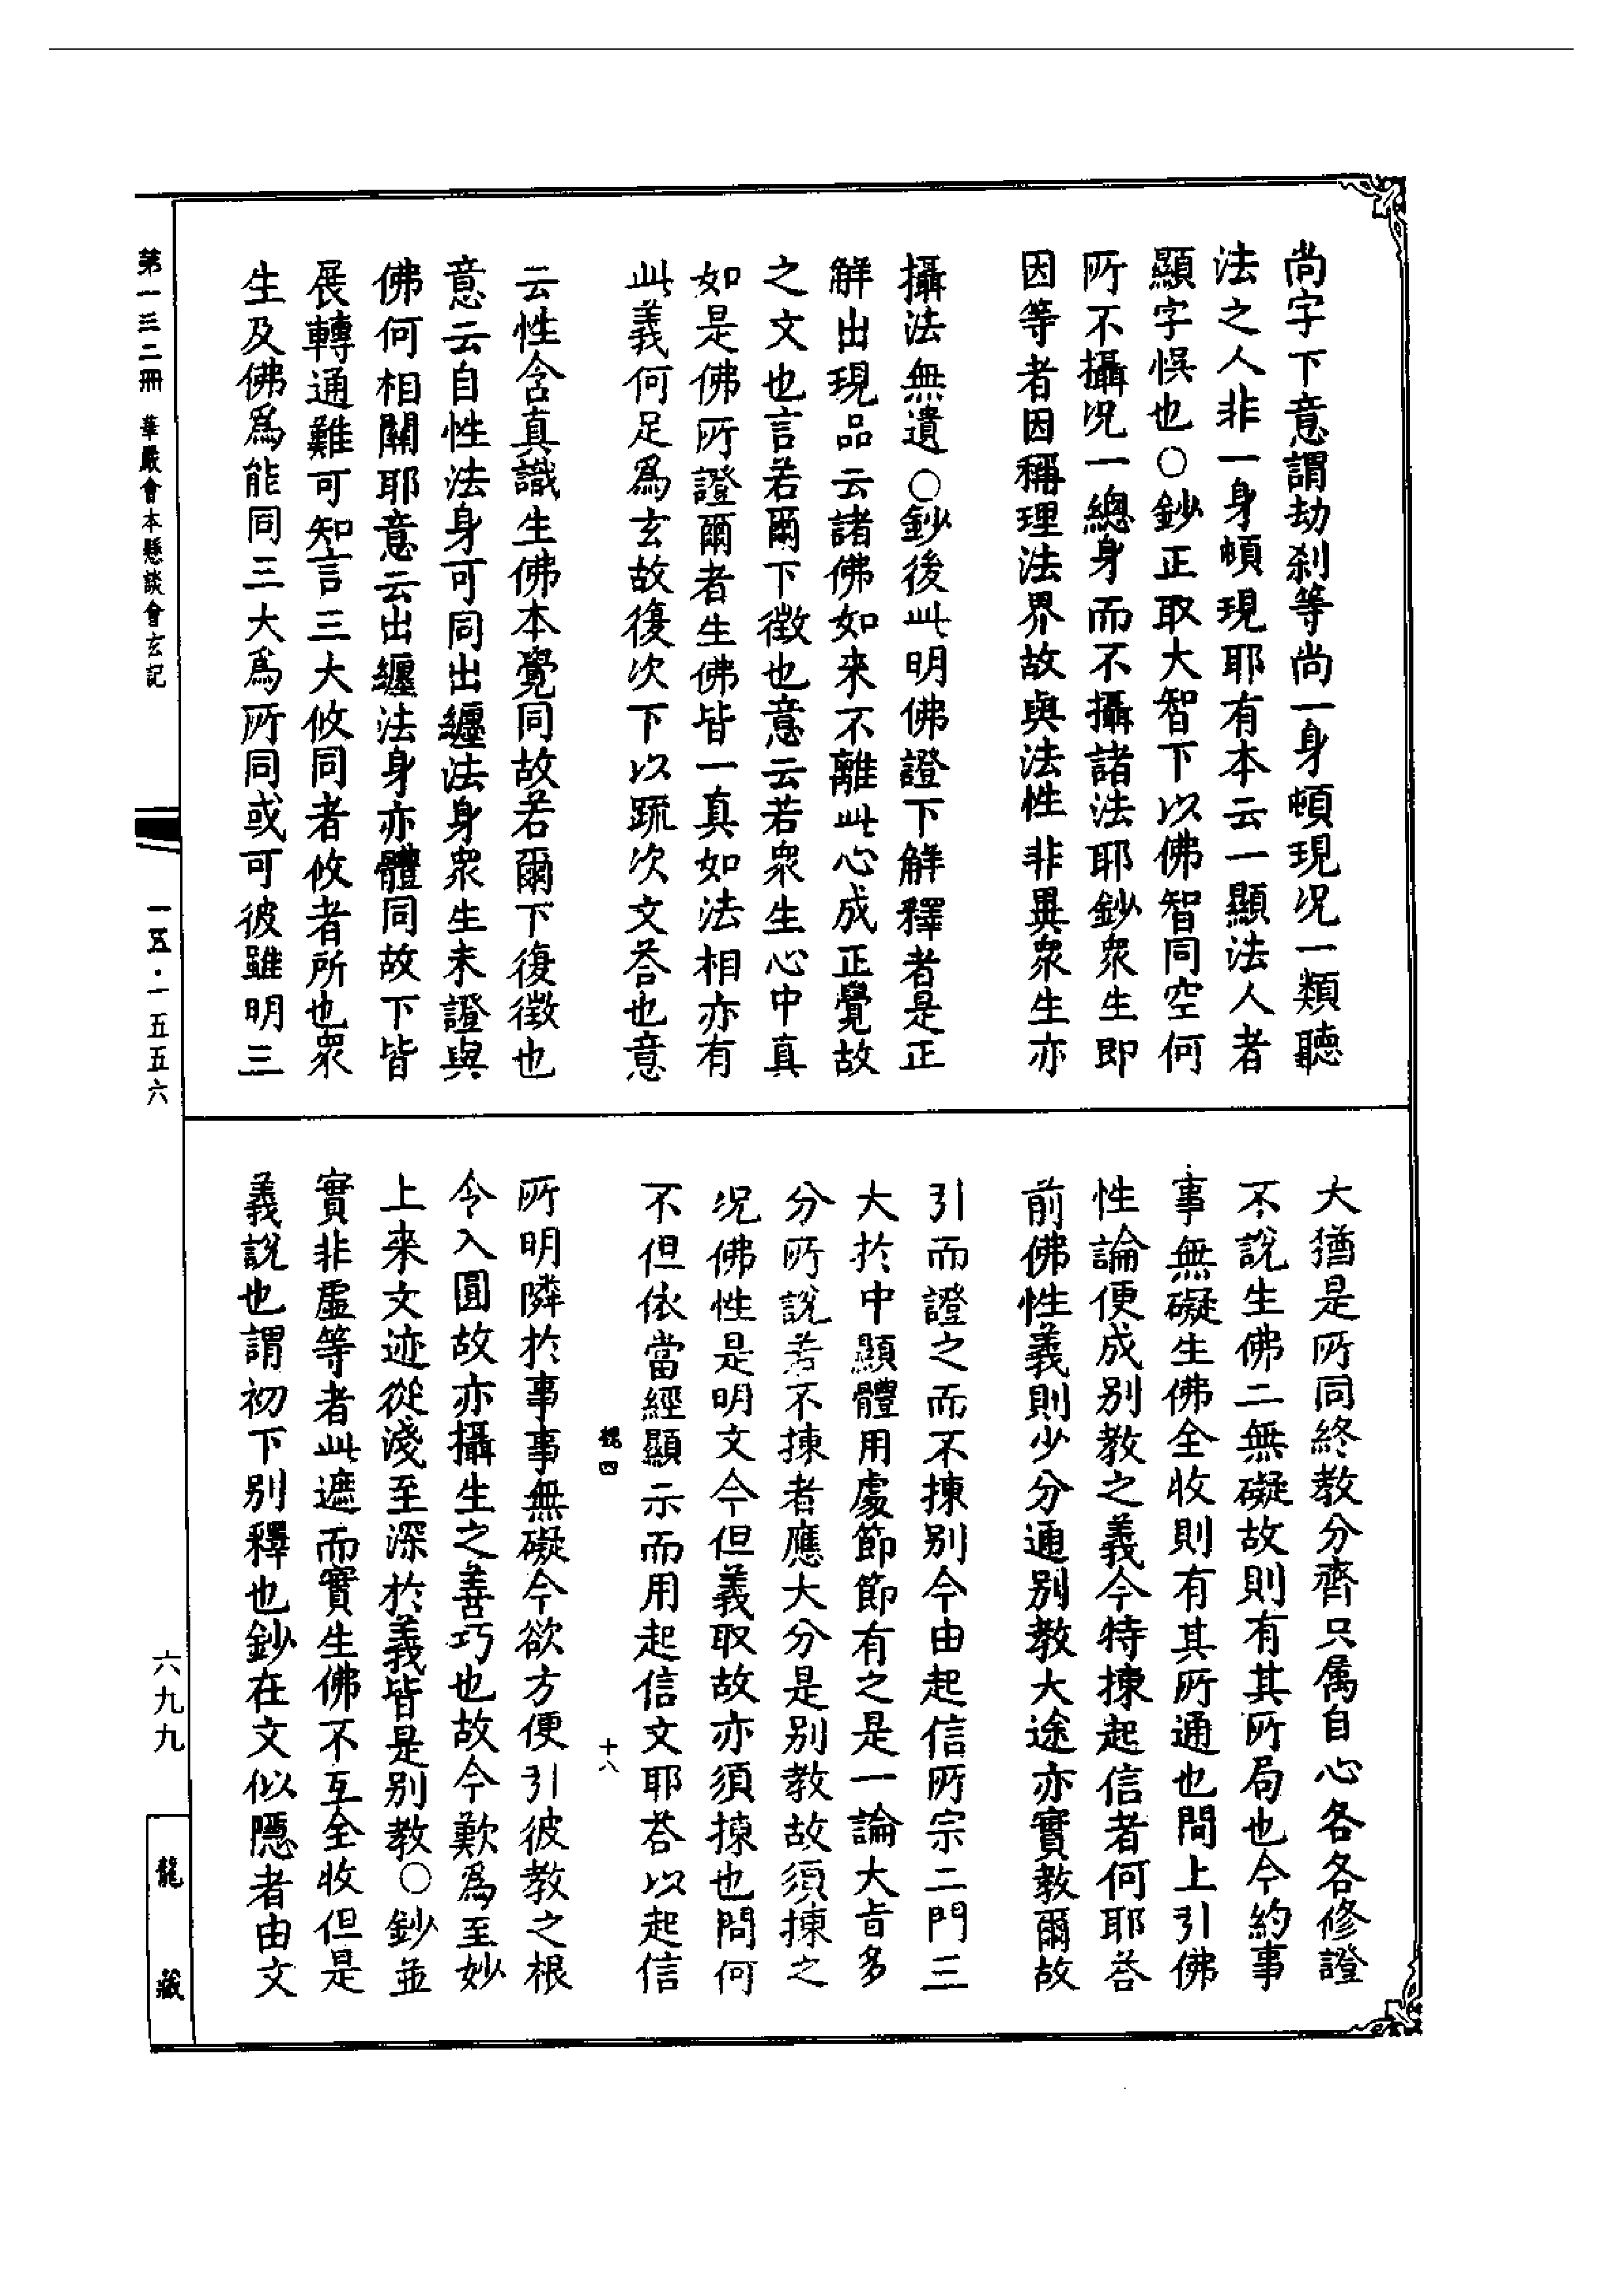 尚字下意謂劫刹等尚一身頓現況一類聽
法之人非一身頓現耶有本云一顯法人者
顯字悞也○鈔正取大智下以佛智同空何
所不攝況一總身而不攝諸法耶鈔衆生即
因等者因稱理法界故與法性非異衆生亦
攝法無遺○鈔後此明佛證下解釋者是正
解出現品云諸佛如来不離此心成正覺故
之文也言若爾下徵也意云若衆生心中真
如是佛所證爾者生佛皆一真如法相亦有
此義何足爲玄故復次下以䟽次文荅也意
云性含真識生佛本覺同故若爾下復徵也
意云自性法身可同出纏法身衆生未證與
佛何相關耶意云出纏法身亦體同故下皆
展轉通難可知言三大攸同者攸者所也衆
生及佛爲能同三大爲所同或可彼雖明三
大猶是所同終教分齊只属自心各各修證
不說生佛二無礙故則有其所局也今約事
事無礙生佛全收則有其所通也問上引佛
性論便成别教之義今特揀起信者何耶荅
前佛性義則少分通别教大途亦實教爾故
引而證之而不揀别今由起信所宗二門三
大於中顯體用處節節有之是一論大㫖多
分所說若不揀者應大分是别教故須揀之
況佛性是明文今但義取故亦須揀也問何
不但依當經顯示而用起信文耶荅以起信
所明隣於事事無礙今欲方便引彼教之根
令入圓故亦攝生之善巧也故今歎爲至妙
上来文迹從淺至深於義皆是别教○鈔並
實非虛等者此遮而實生佛不互全收但是
義說也謂初下别釋也鈔在文似隱者由文
魏四
十八
第一三二冊 華嚴會本懸談會玄記
一五·一五五六
六九九
龍藏